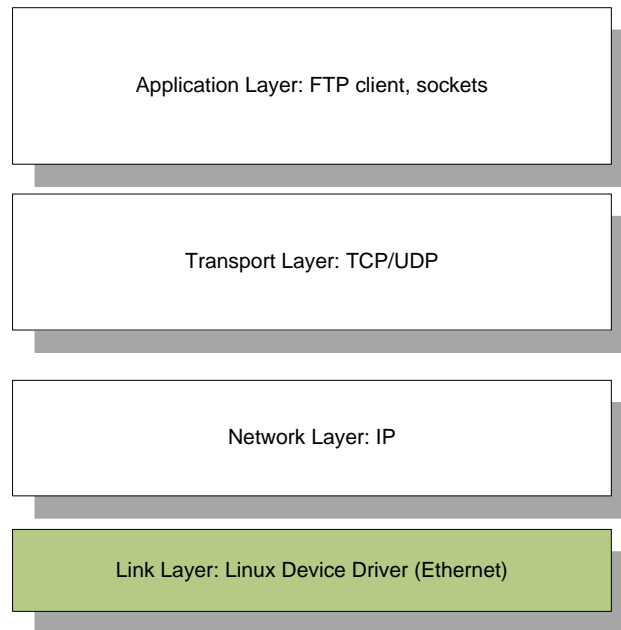 Application Layer: FTP client, sockets
Transport Layer: TCP/UDP
Network Layer: IP
Link Layer: Linux Device Driver (Ethernet)